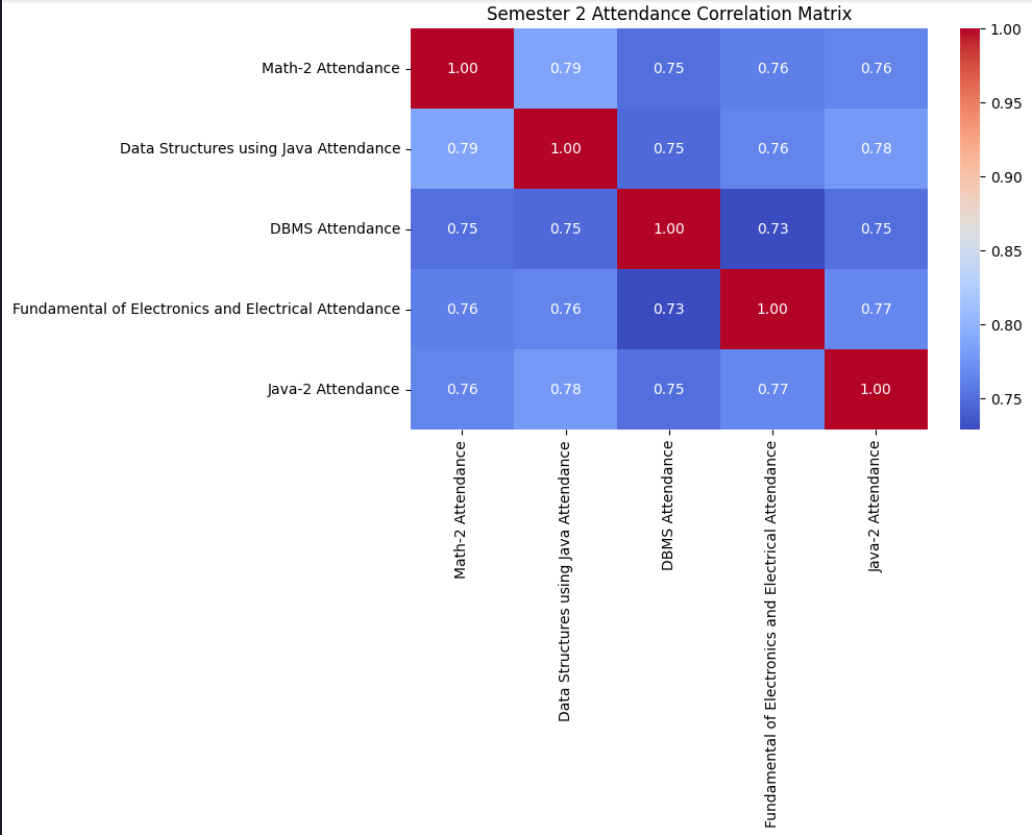 Semester 2 Attendance Correlation Matrix
Math-2 Attendance
1.00 0.79 0.75 0.76 0.76
Data Structures using Java Attendance
0.79 1.00 0.75 0.76 0.78
DBMS Attendance
0.75 0.75 1.00 0.73 0.75
Fundamental of Electronics and Electrical Attendance
0.76 0.76 0.73 1.00 0.77
Java-2 Attendance
0.76 0.78 0.75 0.77 1.00
Math-2 Attendance
Data Structures using Java Attendance
DBMS Attendance
Fundamental of Electronics and Electrical Attendance
Java-2 Attendance
1.00
0.95
0.90
0.85
0.80
0.75